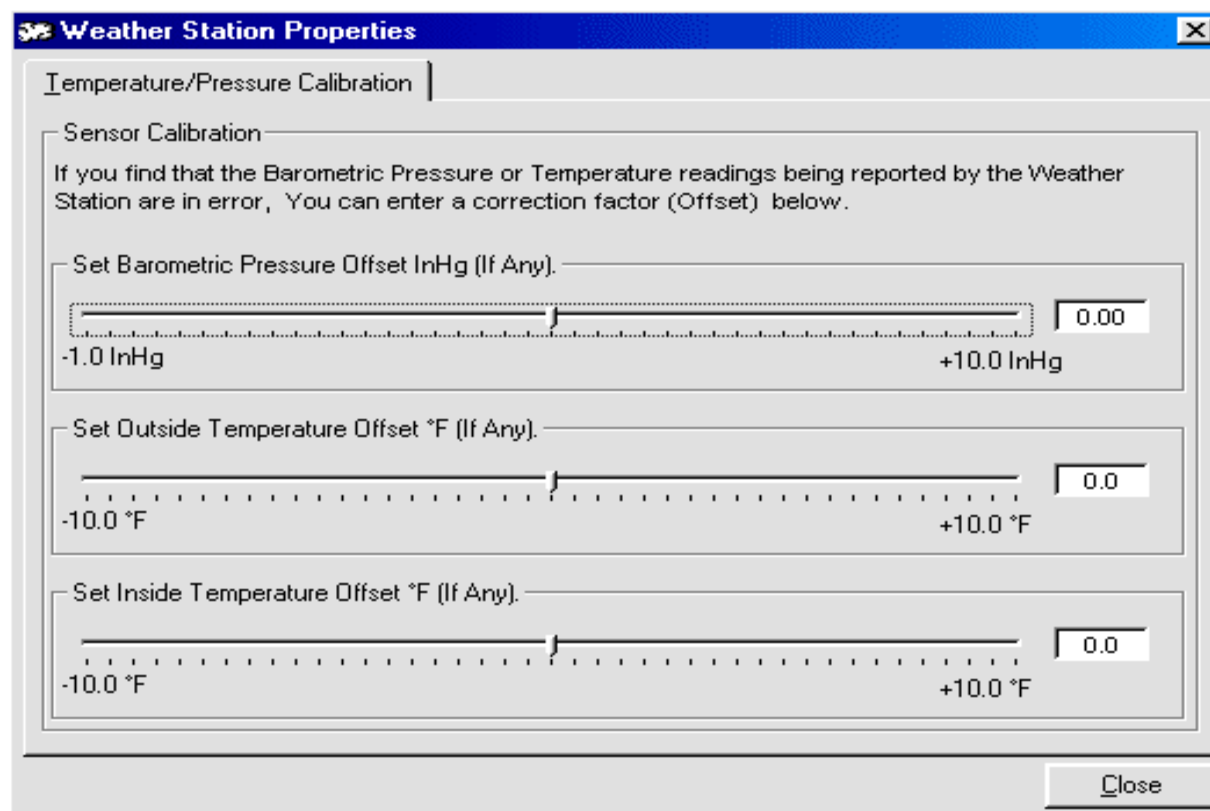 Weather Station Properties
Temperature/Pressure Calibration
Sensor Calibration
If you find that the Barometric Pressure or Temperature readings being reported by the Weather
Station are in error, You can enter a correction factor (Offset) below.
Set Barometric Pressure Offset InHg (If Any).
0.00
-1.0 InHg
+10.0 InHg
Set Outside Temperature Offset °F (If Any).
0.0
-10.0 °F
+10.0 °F
Set Inside Temperature Offset °F (If Any).
0.0
-10.0 °F
+10.0 °F
Close